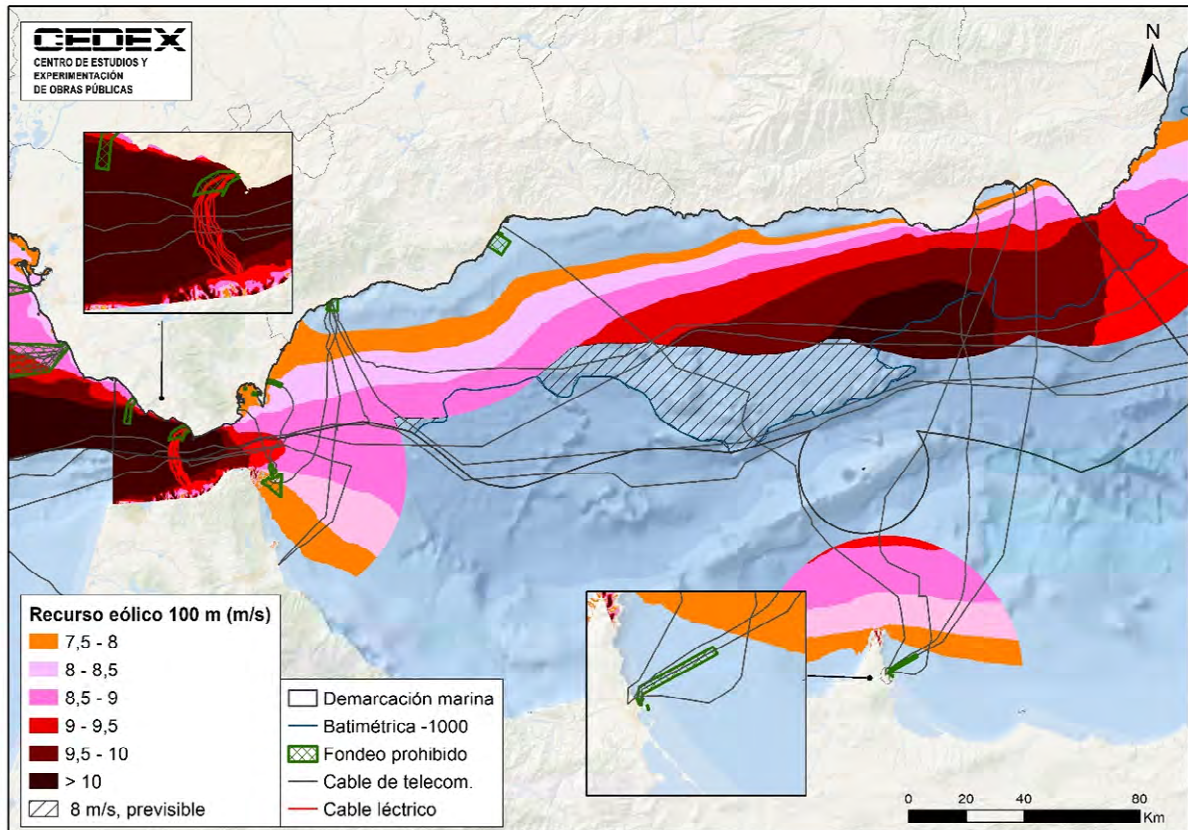 CEDEX
CENTRO DE ESTUDIOS Y
EXPERIMENTACIÓN
DE OBRAS PÚBLICAS
N
Recurso eólico 100 m (m/s)
7,5 - 8
8 - 8,5
8,5 - 9
9 - 9,5
9,5 - 10
> 10
8 m/s, previsible
Demarcación marina
Batimétrica -1000
Fondeo prohibido
Cable de telecom.
Cable léctrico
0 20 40 80
Km